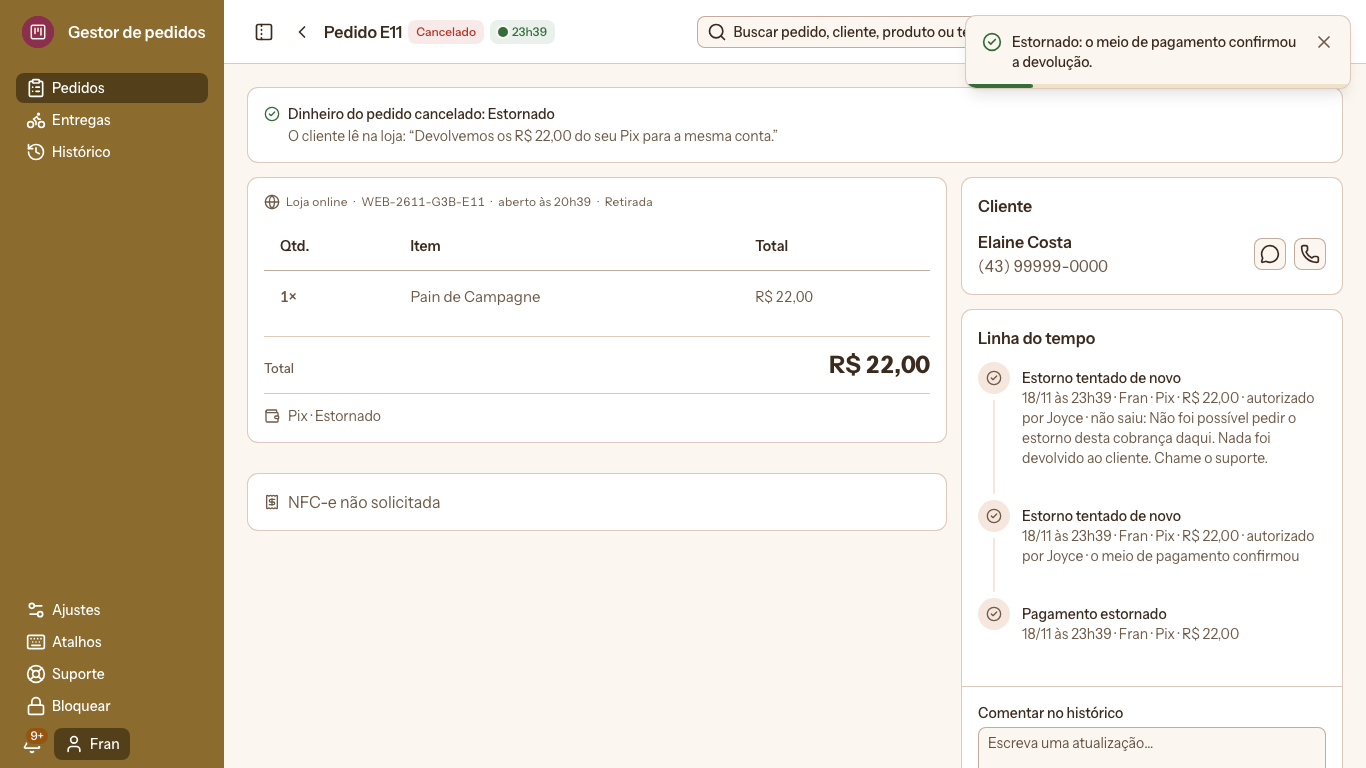 Gestor de pedidos
Pedidos
Entregas
Histórico
Ajustes
Atalhos
Suporte
Bloquear
9+
Fran
Pedido E11
Cancelado
23h39
Buscar pedido, cliente, produto ou
Estornado: o meio de pagamento confirmou
a devolução.
Dinheiro do pedido cancelado: Estornado
O cliente lê na loja: “Devolvemos os R$ 22,00 do seu Pix para a mesma conta.”
Loja online · WEB-2611-G3B-E11 · aberto às 20h39 · Retirada
Qtd. Item Total
1× Pain de Campagne R$ 22,00
Total R$ 22,00
Pix · Estornado
NFC-e não solicitada
Cliente
Elaine Costa
(43) 99999-0000
Linha do tempo
Estorno tentado de novo
18/11 às 23h39 · Fran · Pix · R$ 22,00 · autorizado
por Joyce · não saiu: Não foi possível pedir o
estorno desta cobrança daqui. Nada foi
devolvido ao cliente. Chame o suporte.
Estorno tentado de novo
18/11 às 23h39 · Fran · Pix · R$ 22,00 · autorizado
por Joyce · o meio de pagamento confirmou
Pagamento estornado
18/11 às 23h39 · Fran · Pix · R$ 22,00
Comentar no histórico
Escreva uma atualização...